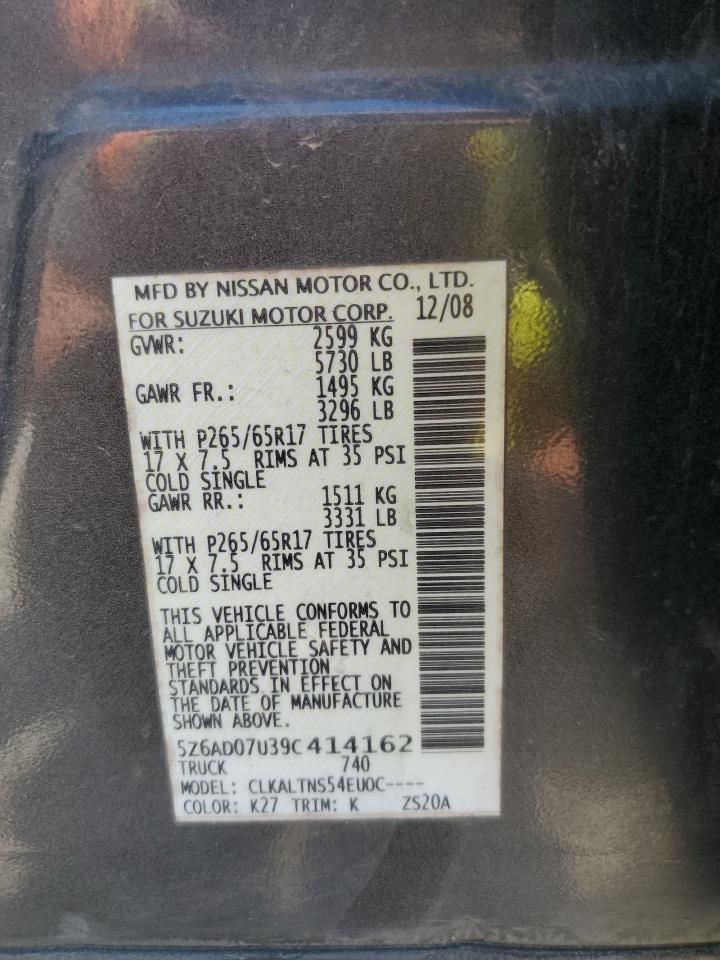 MFD BY NISSAN MOTOR CO., LTD.
FOR SUZUKI MOTOR CORP. 12/08
GVWR: 2599 KG
5730 LB
GAWR FR.: 1495 KG
3296 LB
WITH P265/65R17 TIRES
17 X 7.5 RIMS AT 35 PSI
COLD SINGLE
GAWR RR.: 1511 KG
3331 LB
WITH P265/65R17 TIRES
17 X 7.5 RIMS AT 35 PSI
COLD SINGLE
THIS VEHICLE CONFORMS TO
ALL APPLICABLE FEDERAL
MOTOR VEHICLE SAFETY AND
THEFT PREVENTION
STANDARDS IN EFFECT ON
THE DATE OF MANUFACTURE
SHOWN ABOVE.
5Z6AD07U39C414162
TRUCK 740
MODEL: CLKALTNS54EUOC----
COLOR: K27 TRIM: K ZS20A